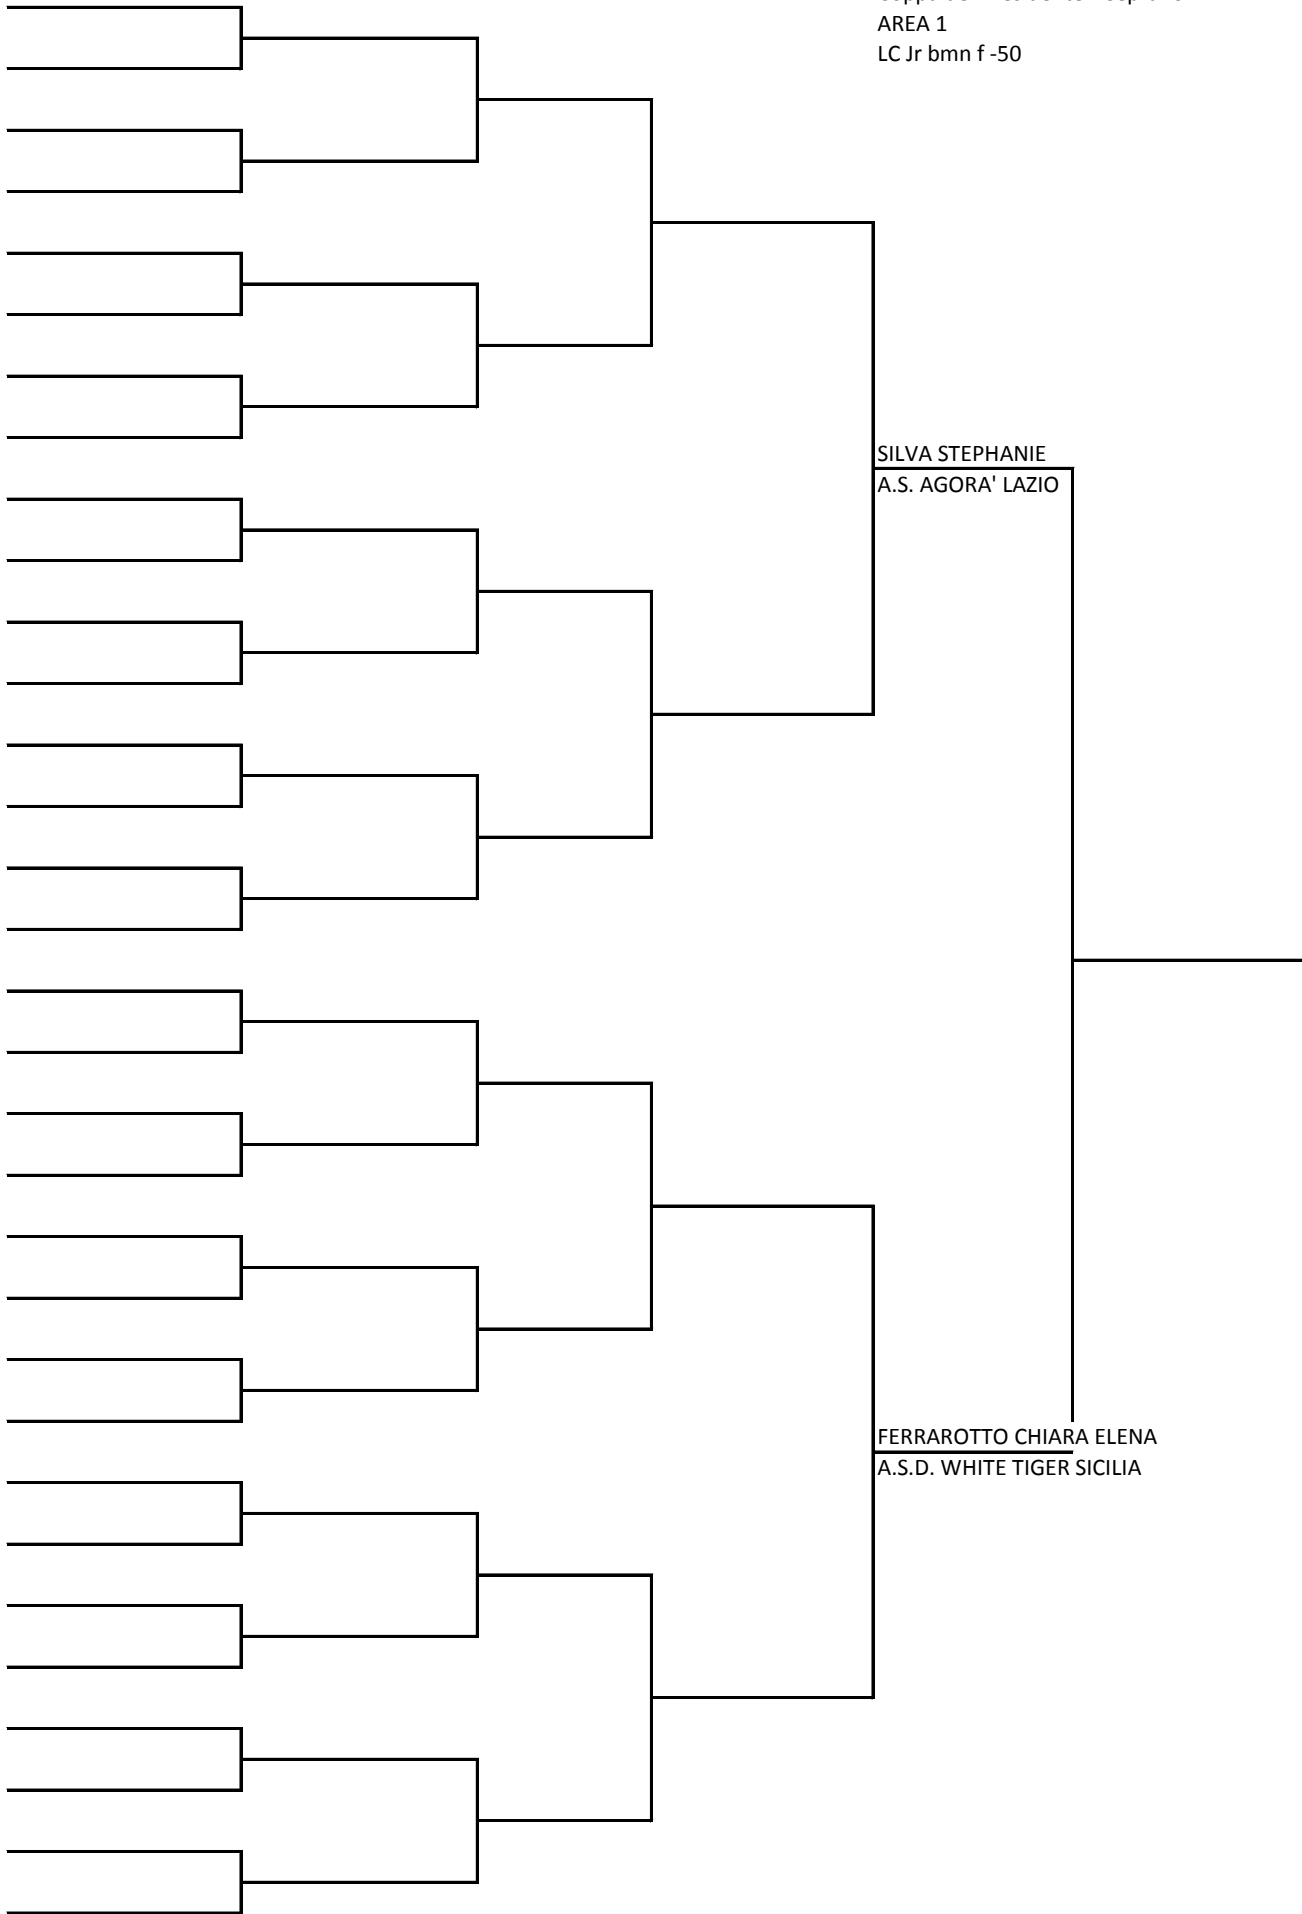 AREA 1
LC Jr bmn f -50
SILVA STEPHANIE
A.S. AGORA' LAZIO
FERRAROTTO CHIARA ELENA
A.S.D. WHITE TIGER SICILIA